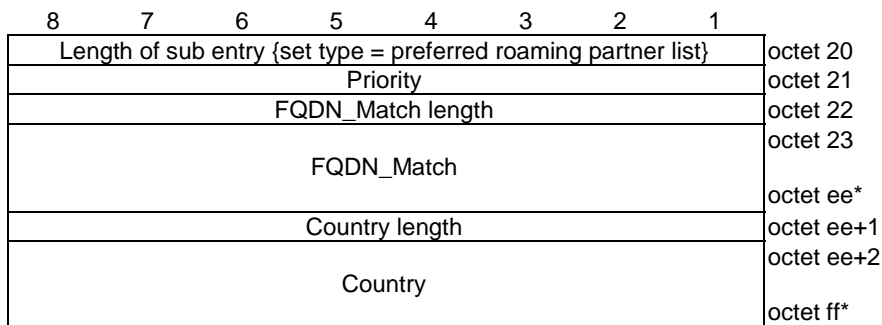 8 7 6 5 4 3 2 1
Length of sub entry {set type = preferred roaming partner list} octet 20
Priority octet 21
FQDN_Match length octet 22
octet 23
FQDN_Match
octet ee*
Country length octet ee+1
octet ee+2
Country
octet ff*